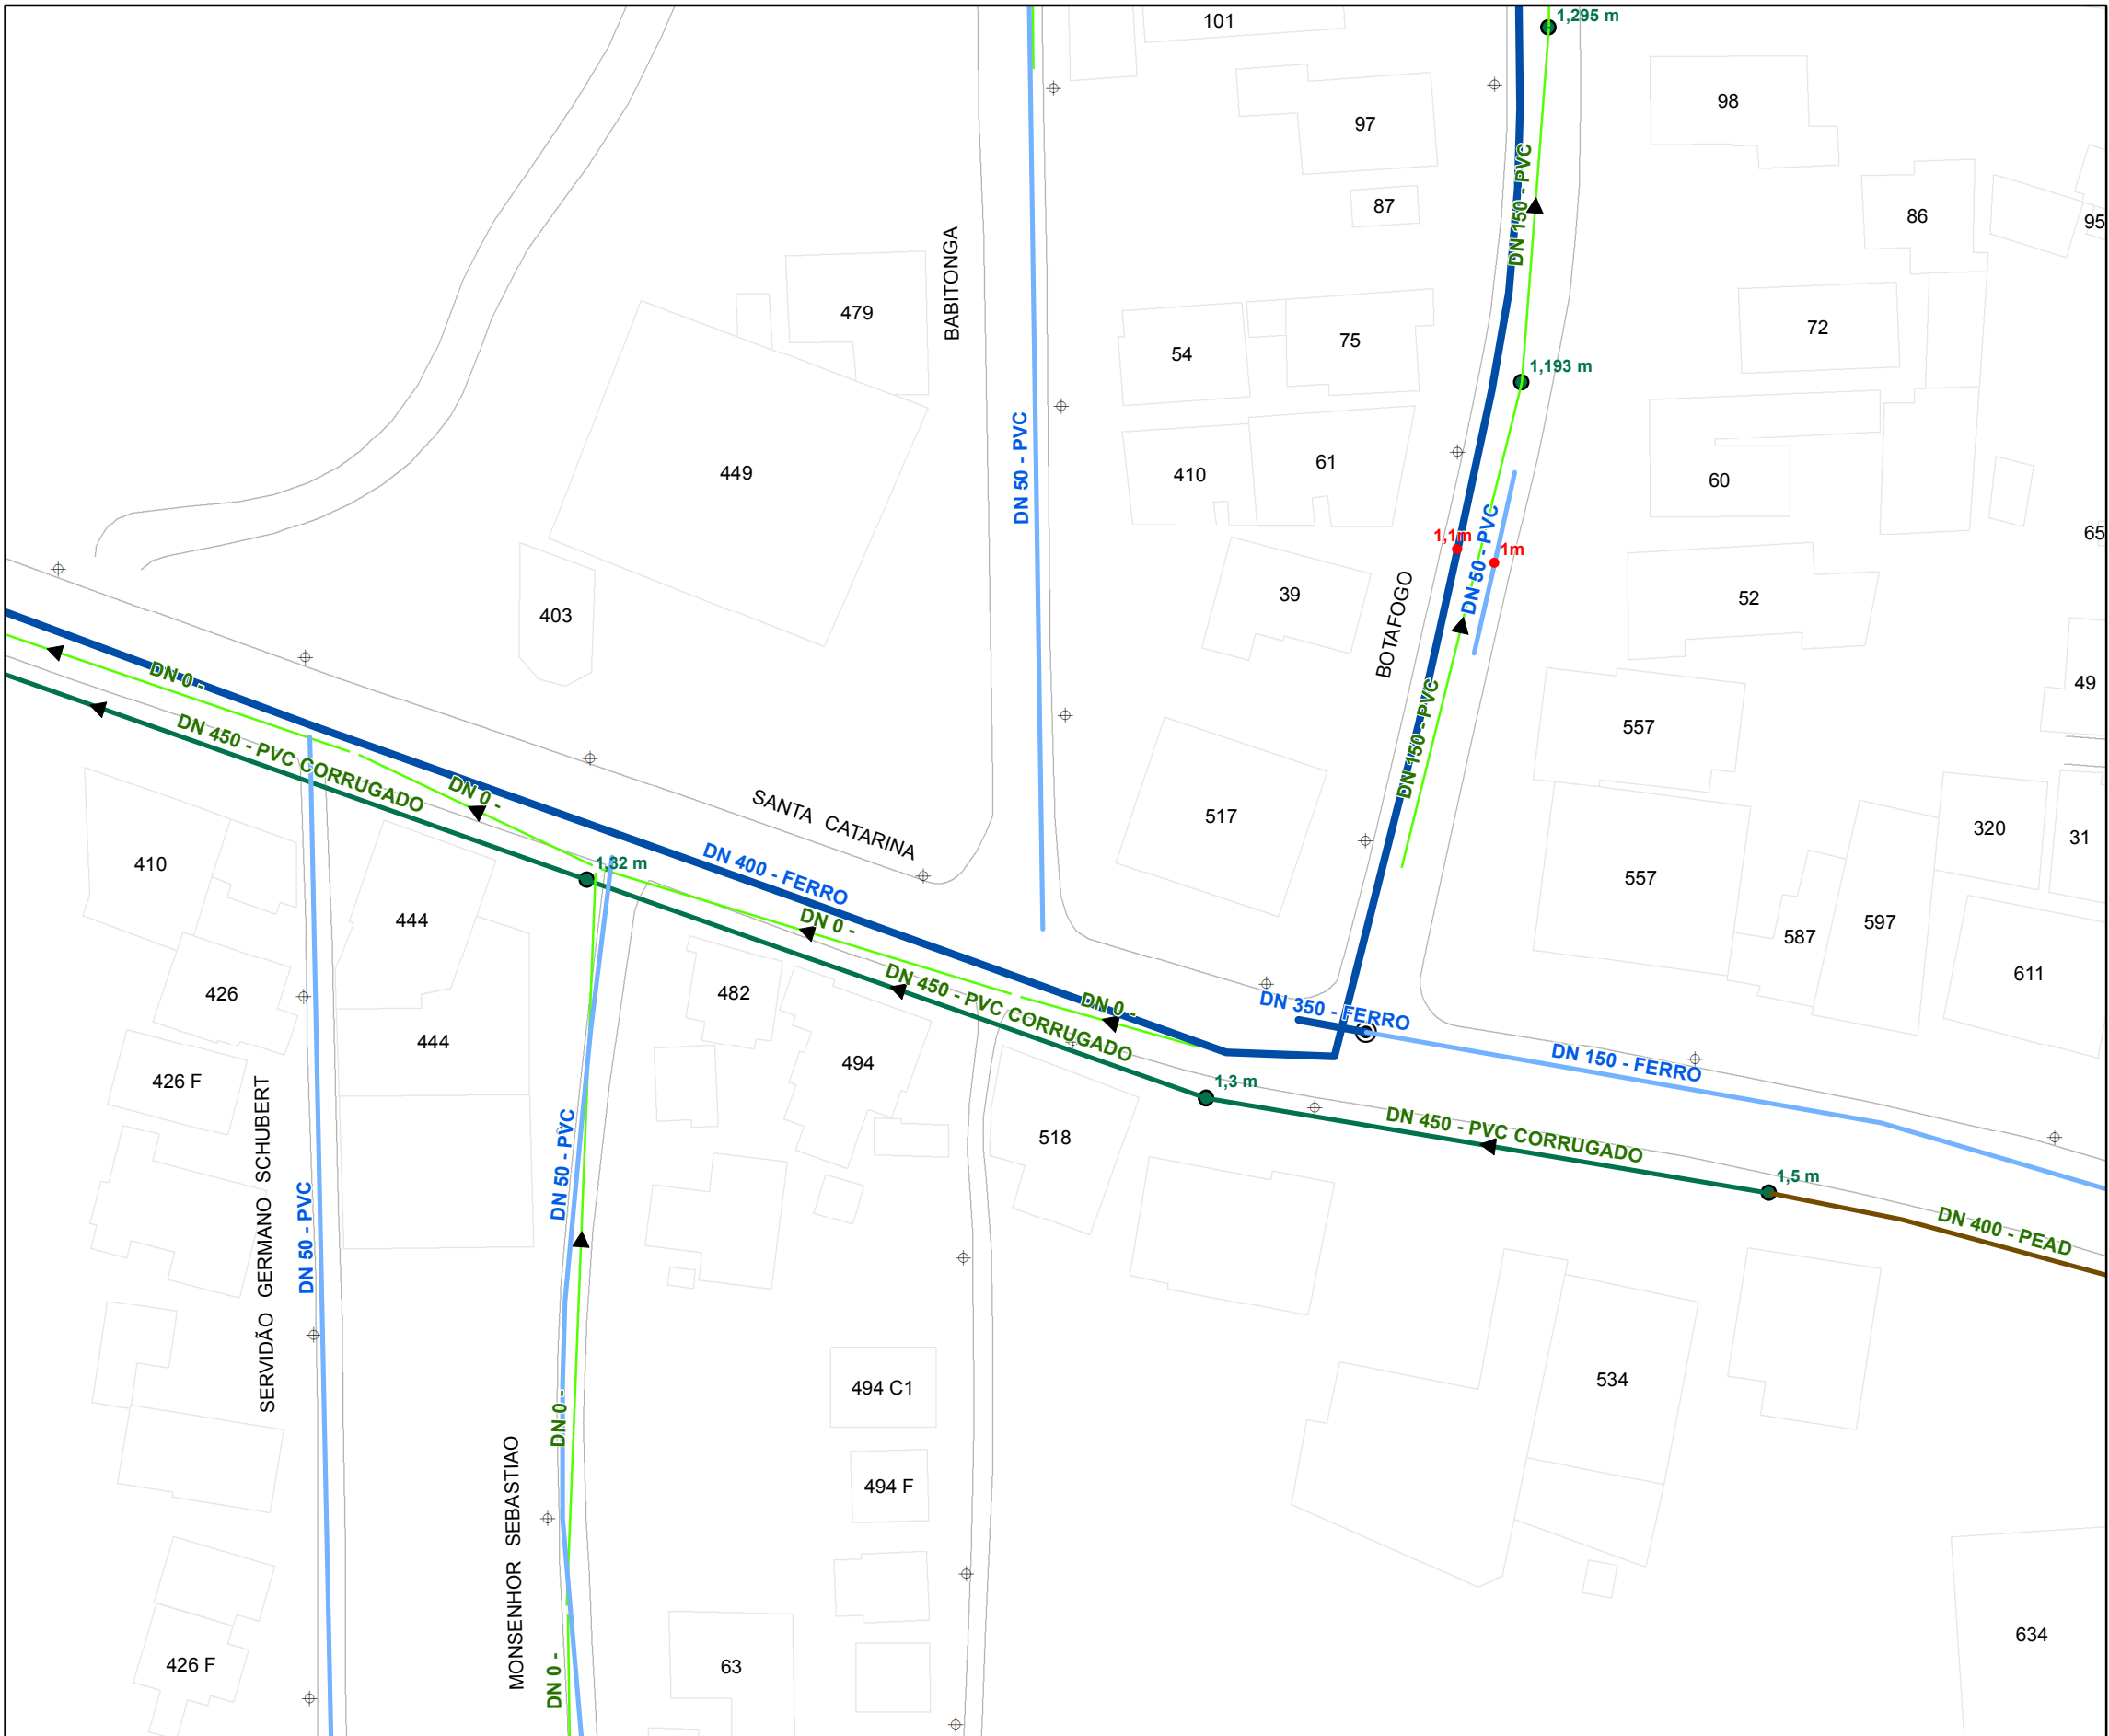 1,295 m
101
98
97
DN 150 - PVC
87
86
95
BABITONGA
479
72
54
75
1,193 m
DN 50 - PVC
449
410
61
60
DN 50 - PVC
1,1m
1m
65
39
BOTAFOGO
52
403
DN 0 -
49
DN 450 - PVC CORRUGADO
DN 150 - PVC
557
DN 0 -
SANTA CATARINA
517
320
31
410
1,32 m
DN 400 - FERRO
557
444
DN 0 -
587
597
611
426
482
DN 450 - PVC CORRUGADO
DN 0 -
DN 350 - FERRO
444
494
DN 150 - FERRO
426 F
1,3 m
518
DN 450 - PVC CORRUGADO
DN 50 - PVC
1,5 m
SERVIDÃO GERMANO SCHUBERT
DN 50 - PVC
DN 400 - PEAD
494 C1
534
DN 0 -
494 F
MONSENHOR SEBASTIAO
634
426 F
63
DN 0 -